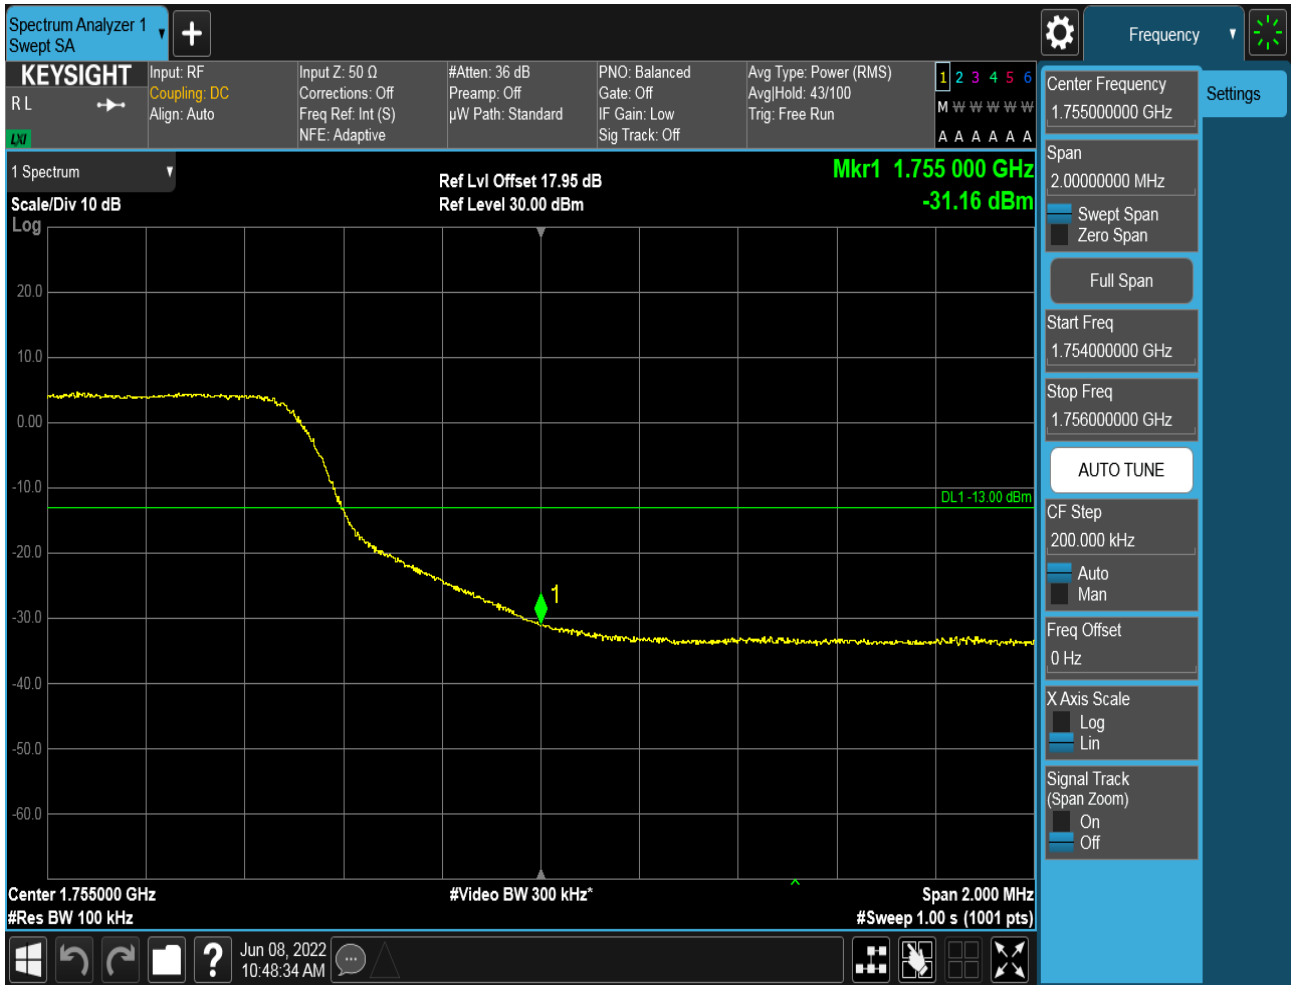 Spectrum Analyzer 1
Swept SA
Frequency
KEYSIGHT
R L
LXI
Input: RF
Coupling: DC
Align: Auto
Input Z: 50 Ω
Corrections: Off
Freq Ref: Int (S)
NFE: Adaptive
#Atten: 36 dB
Preamp: Off
µW Path: Standard
PNO: Balanced
Gate: Off
IF Gain: Low
Sig Track: Off
Avg Type: Power (RMS)
Avg|Hold: 43/100
Trig: Free Run
1 2 3 4 5 6
M W W W W W
A A A A A A
1 Spectrum
Scale/Div 10 dB
Log
Ref Lvl Offset 17.95 dB
Ref Level 30.00 dBm
Mkr1 1.755 000 GHz
-31.16 dBm
20.0
10.0
0.00
-10.0
-20.0
-30.0
-40.0
-50.0
-60.0
DL1 -13.00 dBm
1
Center 1.755000 GHz
#Res BW 100 kHz
#Video BW 300 kHz*
Span 2.000 MHz
#Sweep 1.00 s (1001 pts)
?
Jun 08, 2022
10:48:34 AM
Center Frequency
1.755000000 GHz
Settings
Span
2.00000000 MHz
Swept Span
Zero Span
Full Span
Start Freq
1.754000000 GHz
Stop Freq
1.756000000 GHz
AUTO TUNE
CF Step
200.000 kHz
Auto
Man
Freq Offset
0 Hz
X Axis Scale
Log
Lin
Signal Track
(Span Zoom)
On
Off